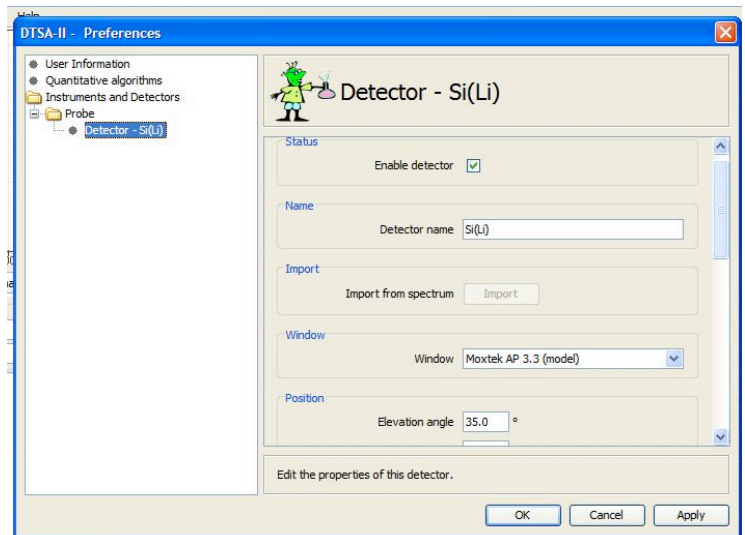 Help
DTSA-II - Preferences
User Information
Quantitative algorithms
Instruments and Detectors
Probe
Detector - Si(Li)
Detector - Si(Li)
Status
Enable detector
Name
Detector name Si(Li)
Import
Import from spectrum Import
Window
Window Moxtek AP 3.3 (model)
Position
Elevation angle 35.0 °
Edit the properties of this detector.
OK Cancel Apply